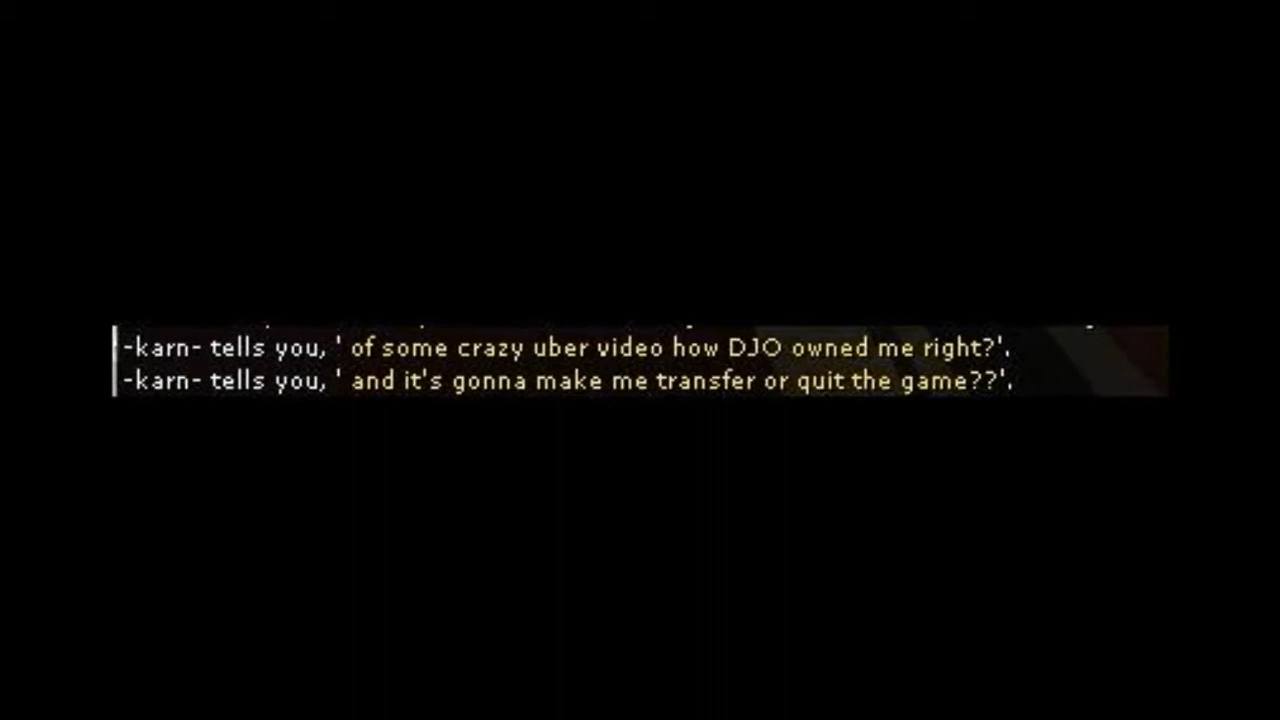 -karn- tells you, ' of some crazy uber video how DJO owned me right?'.
-karn- tells you, ' and it's gonna make me transfer or quit the game??'.